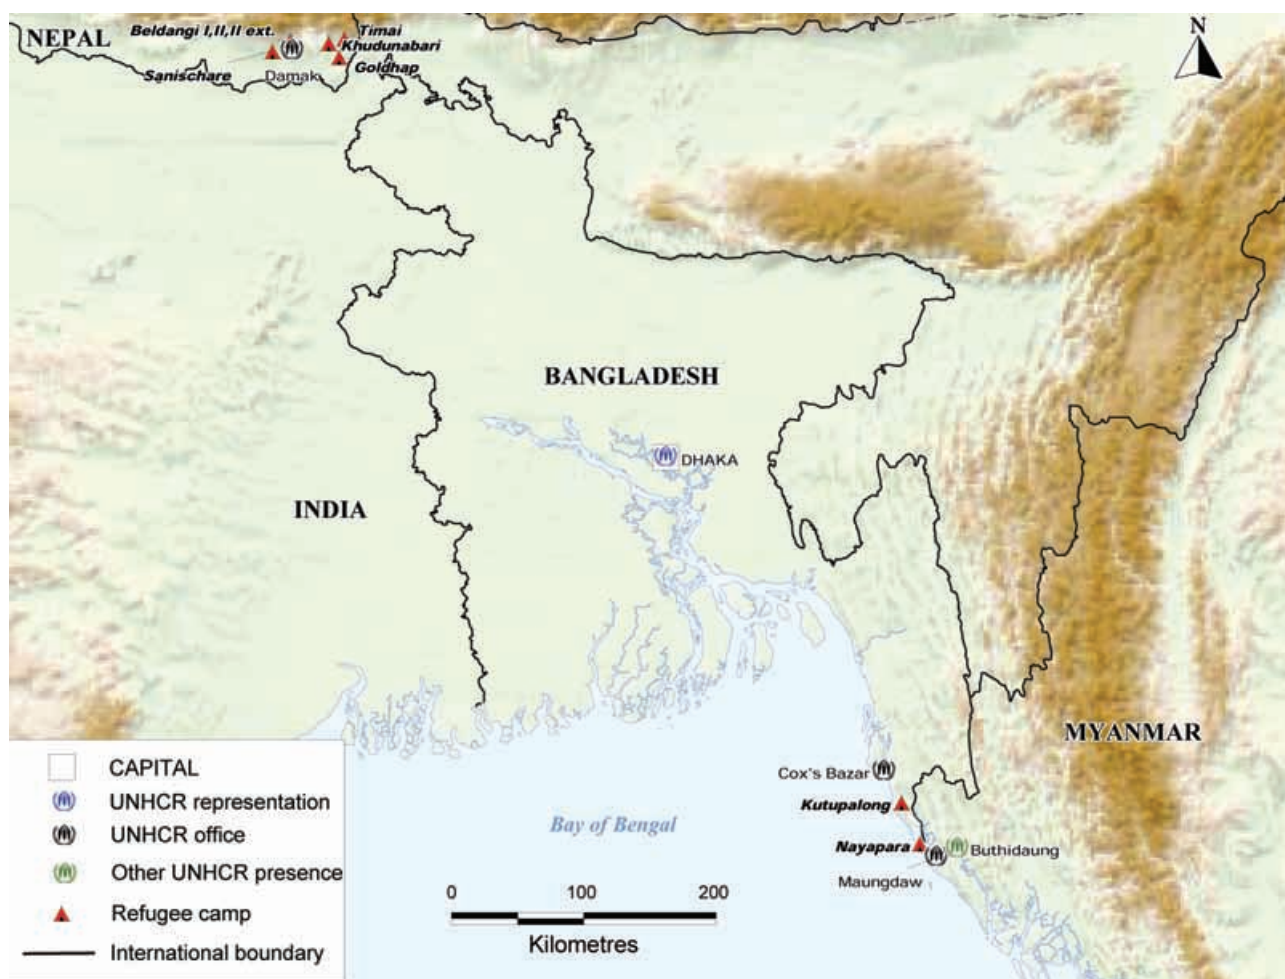 NEPAL
Beldangi I,II,II ext.
Timai
Khudunabari
Sanischare
Damak
Goldhap
N
BANGLADESH
DHAKA
INDIA
MYANMAR
Cox's Bazar
Kutupalong
Bay of Bengal
Nayapara
Buthidaung
Maungdaw
CAPITAL
UNHCR representation
UNHCR office
Other UNHCR presence
Refugee camp
International boundary
0 100 200
Kilometres